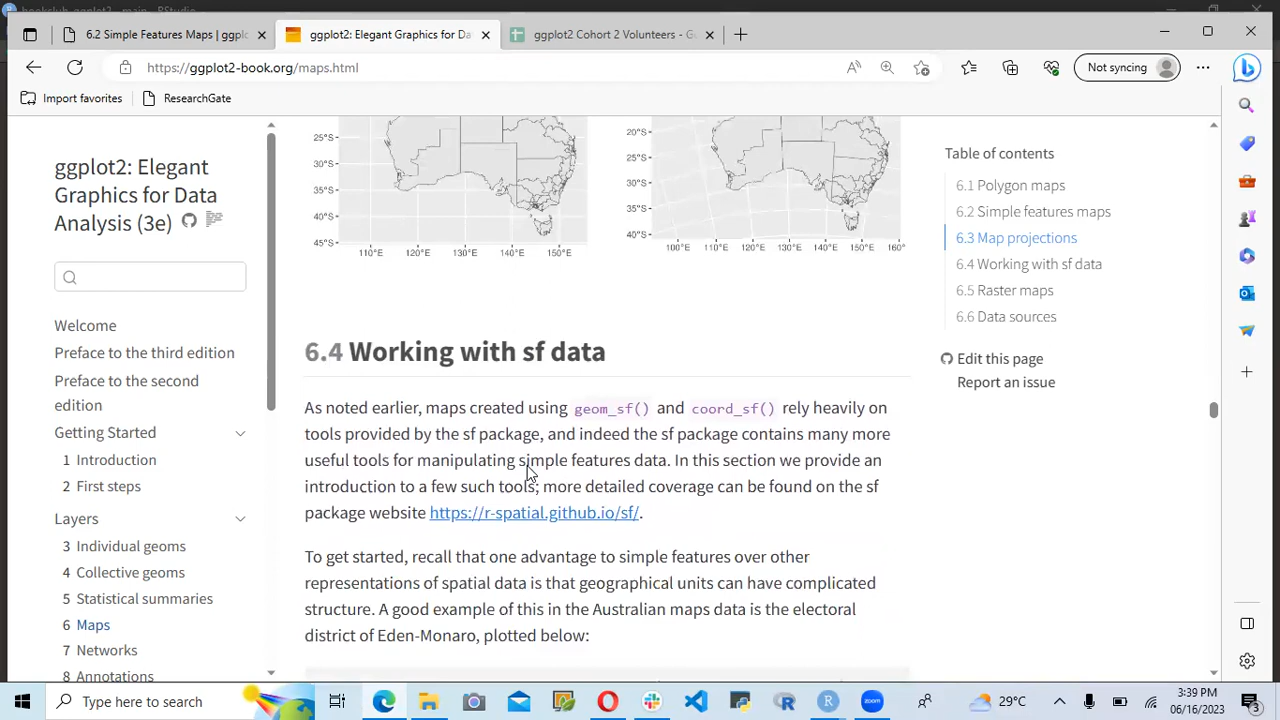 6.2 Simple Features Maps | ggplo
ggplot2: Elegant Graphics for Da
ggplot2 Cohort 2 Volunteers - G
https://ggplot2-book.org/maps.html
Not syncing
Import favorites
ResearchGate
ggplot2: Elegant
Graphics for Data
Analysis (3e)
Welcome
Preface to the third edition
Preface to the second
edition
Getting Started
1 Introduction
2 First steps
Layers
3 Individual geoms
4 Collective geoms
5 Statistical summaries
6 Maps
7 Networks
8 Annotations
25°S
30°S
35°S
40°S
45°S
110°E 120°E 130°E 140°E 150°E
20°S
25°S
30°S
35°S
40°S
100°E 110°E 120°E 130°E 140°E 150°E 160°
6.4 Working with sf data
As noted earlier, maps created using geom_sf() and coord_sf() rely heavily on
tools provided by the sf package, and indeed the sf package contains many more
useful tools for manipulating simple features data. In this section we provide an
introduction to a few such tools; more detailed coverage can be found on the sf
package website https://r-spatial.github.io/sf/.
To get started, recall that one advantage to simple features over other
representations of spatial data is that geographical units can have complicated
structure. A good example of this in the Australian maps data is the electoral
district of Eden-Monaro, plotted below:
Table of contents
6.1 Polygon maps
6.2 Simple features maps
6.3 Map projections
6.4 Working with sf data
6.5 Raster maps
6.6 Data sources
Edit this page
Report an issue
Type here to search
zoom
29°C
3:39 PM
06/16/2023
3